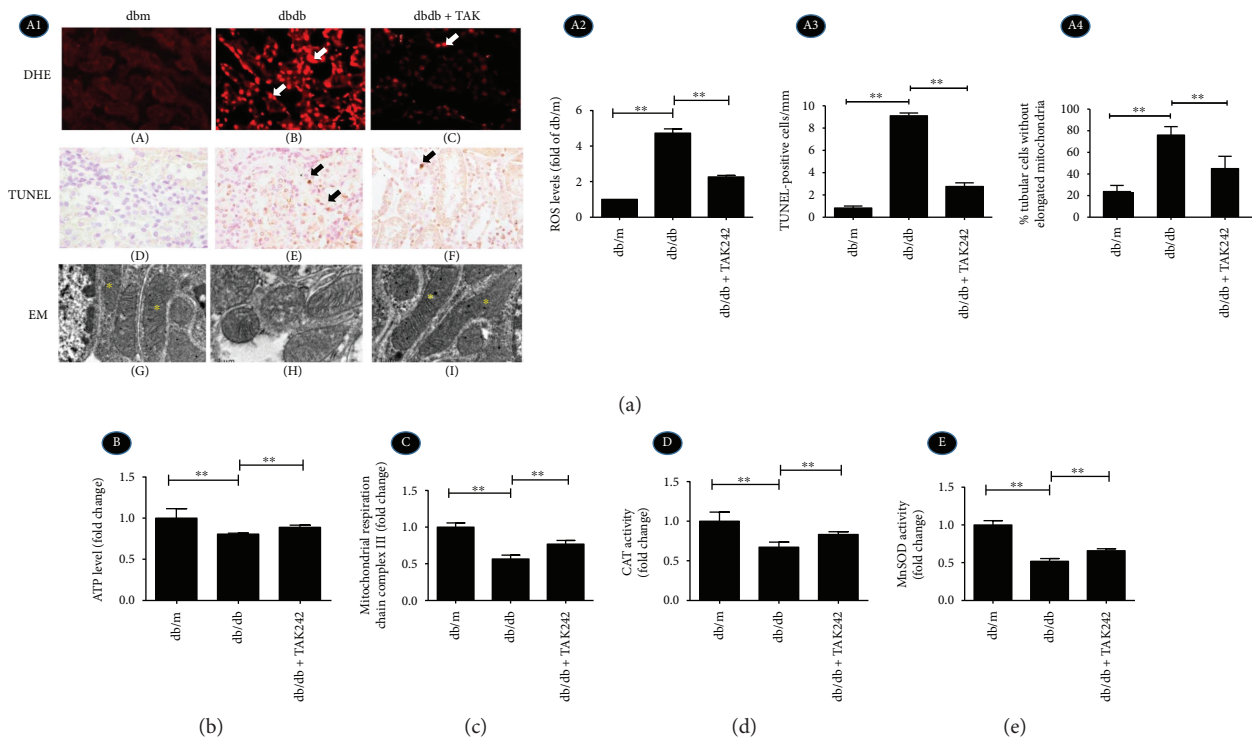 A1
dbm
dbdb
dbdb + TAK
DHE
(A)
(B)
(C)
TUNEL
(D)
(E)
(F)
EM
*
*
*
*
(G)
(H)
(I)
A2
ROS levels (fold of db/m)
8
6
4
2
0
**
**
db/m
db/db
db/db + TAK242
A3
TUNEL-positive cells/mm
10
8
6
4
2
0
**
**
db/m
db/db
db/db + TAK242
A4
% tubular cells without
elongated mitochondria
100
80
60
40
20
0
**
**
db/m
db/db
db/db + TAK242
(a)
B
ATP level (fold change)
1.5
1.0
0.5
0.0
**
**
db/m
db/db
db/db + TAK242
(b)
C
Mitochondrial respiration
chain complex III (fold change)
1.5
1.0
0.5
0.0
**
**
db/m
db/db
db/db + TAK242
(c)
D
CAT activity
(fold change)
1.5
1.0
0.5
0.0
**
**
db/m
db/db
db/db + TAK242
(d)
E
MnSOD activity
(fold change)
1.5
1.0
0.5
0.0
**
**
db/m
db/db
db/db + TAK242
(e)